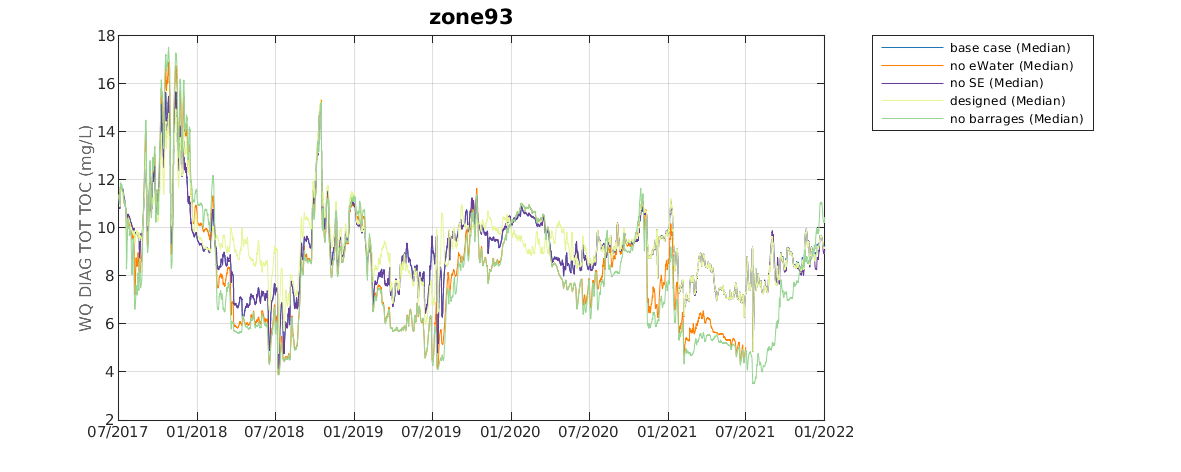 zone93
WQ DIAG TOT TOC (mg/L)
18
16
14
12
10
8
6
4
2
07/2017 01/2018 07/2018 01/2019 07/2019 01/2020 07/2020 01/2021 07/2021 01/2022
base case (Median)
no eWater (Median)
no SE (Median)
designed (Median)
no barrages (Median)